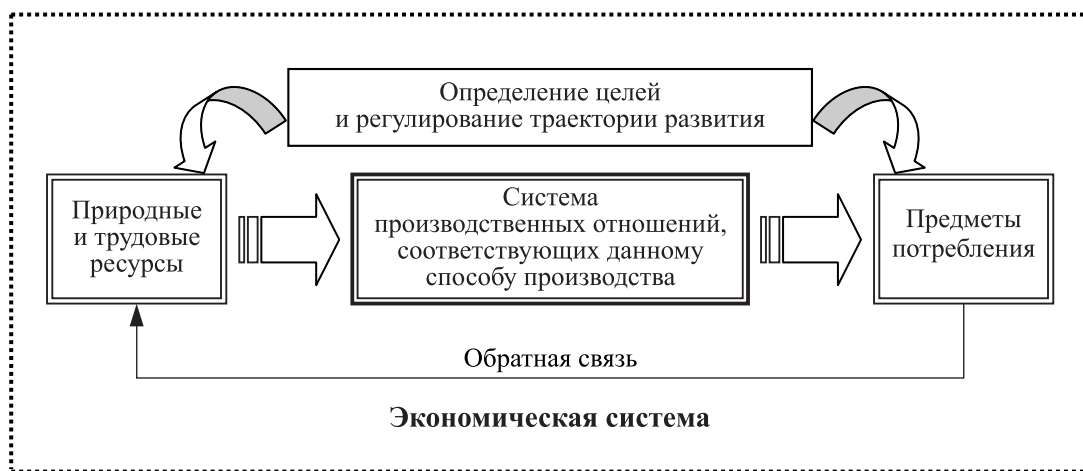 Определение целей
и регулирование траектории развития
Природные
и трудовые
ресурсы
Система
производственных отношений,
соответствующих данному
способу производства
Предметы
потребления
Обратная связь
Экономическая система